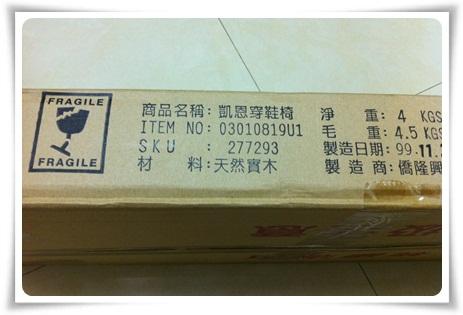 FRAGILE
FRAGILE
商品名稱: 凱恩穿鞋椅
ITEM NO: 03010819U1
SKU : 277293
材 料:天然實木
淨 重: 4 KGS
毛 重: 4.5 KGS
製造日期: 99.11.
製造商:僑隆興